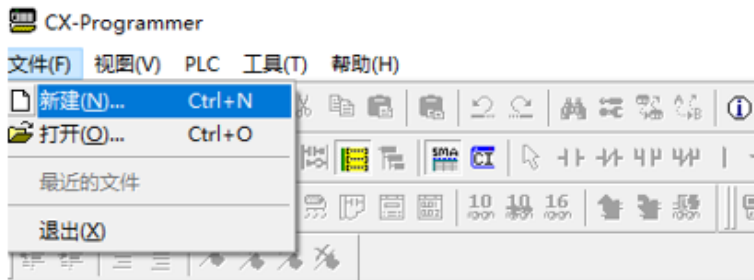 CX-Programmer
文件(F) 视图(V) PLC 工具(T) 帮助(H)
新建(N)... Ctrl+N
打开(O)... Ctrl+O
SMA CI
最近的文件
10 10 16
退出(X)